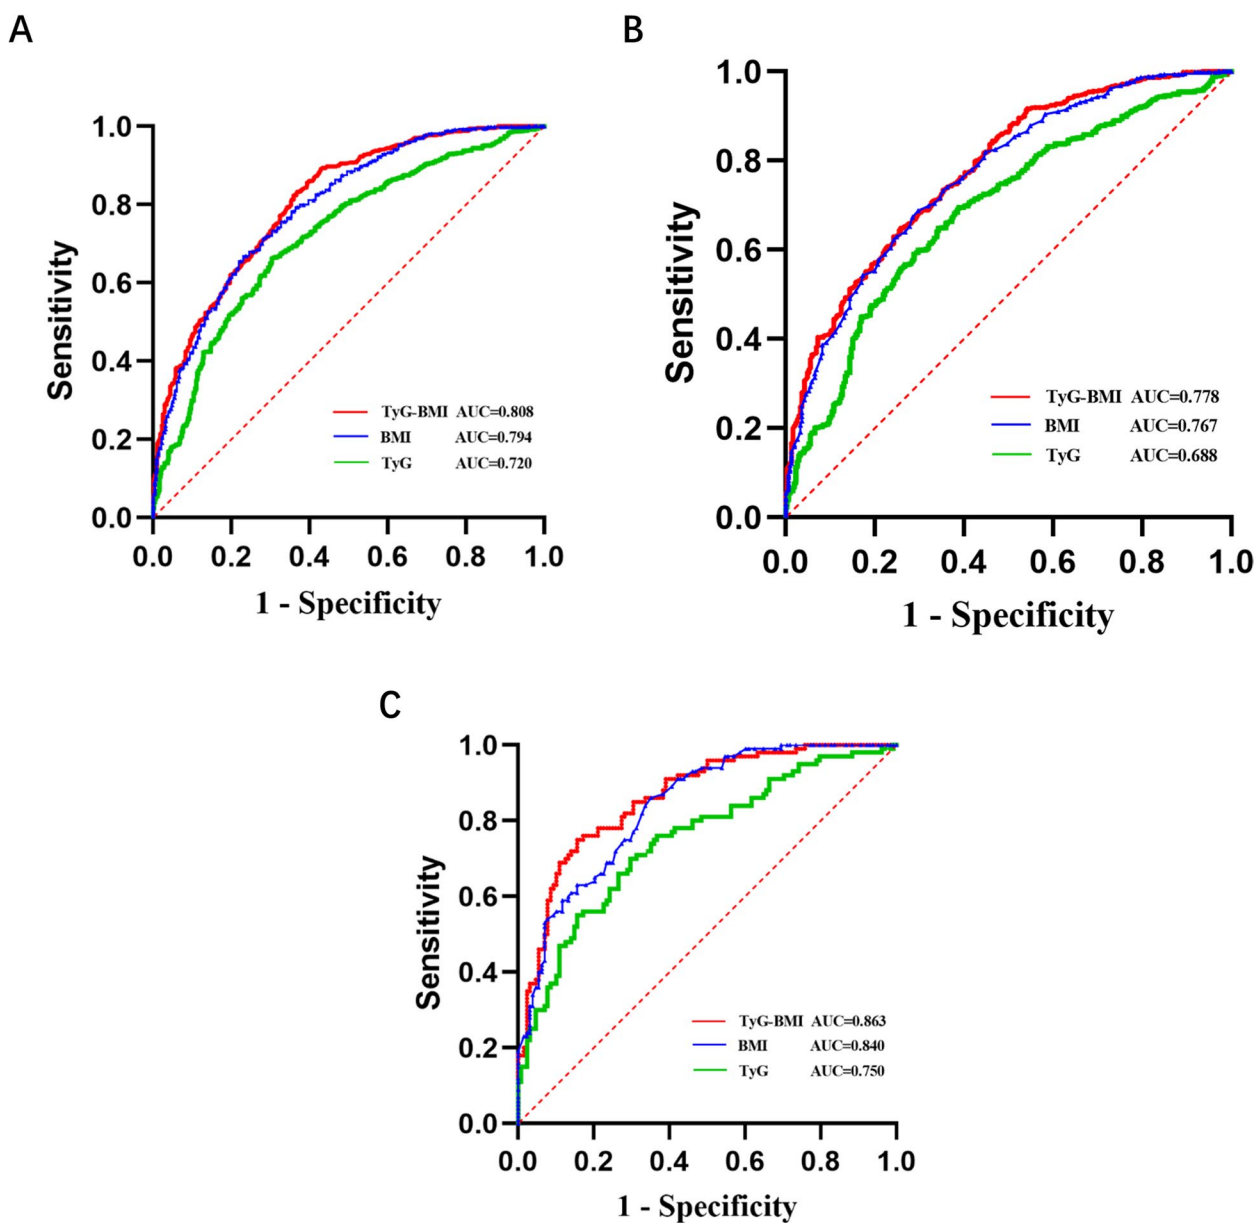 A
1.0
0.8
0.6
0.4
0.2
0.0
Sensitivity
TyG-BMI AUC=0.808
BMI AUC=0.794
TyG AUC=0.720
0.0 0.2 0.4 0.6 0.8 1.0
1 - Specificity
B
1.0
0.8
0.6
0.4
0.2
0.0
Sensitivity
TyG-BMI AUC=0.778
BMI AUC=0.767
TyG AUC=0.688
0.0 0.2 0.4 0.6 0.8 1.0
1 - Specificity
C
1.0
0.8
0.6
0.4
0.2
0.0
Sensitivity
TyG-BMI AUC=0.863
BMI AUC=0.840
TyG AUC=0.750
0.0 0.2 0.4 0.6 0.8 1.0
1 - Specificity